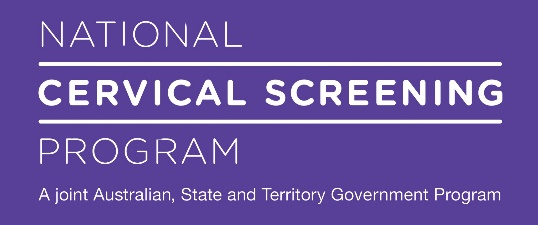 NATIONAL
CERVICAL SCREENING
PROGRAM
A joint Australian, State and Territory Government Program